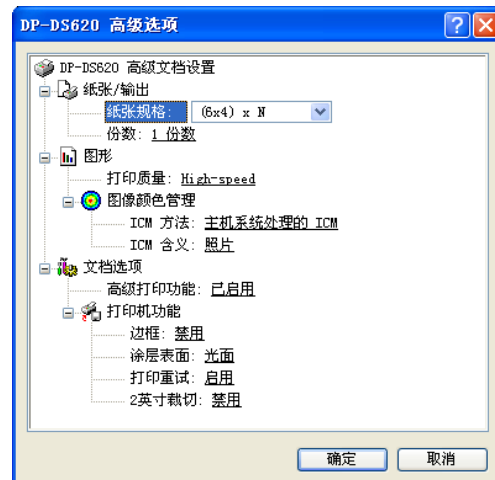 DP-DS620 高级选项
DP-DS620 高级文档设置
纸张/输出
纸张规格: (6x4) x N
份数: 1 份数
图形
打印质量: High-speed
图像颜色管理
ICM 方法: 主机系统处理的 ICM
ICM 含义: 照片
文档选项
高级打印功能: 已启用
打印机功能
边框: 禁用
涂层表面: 光面
打印重试: 启用
2英寸裁切: 禁用
确定 取消